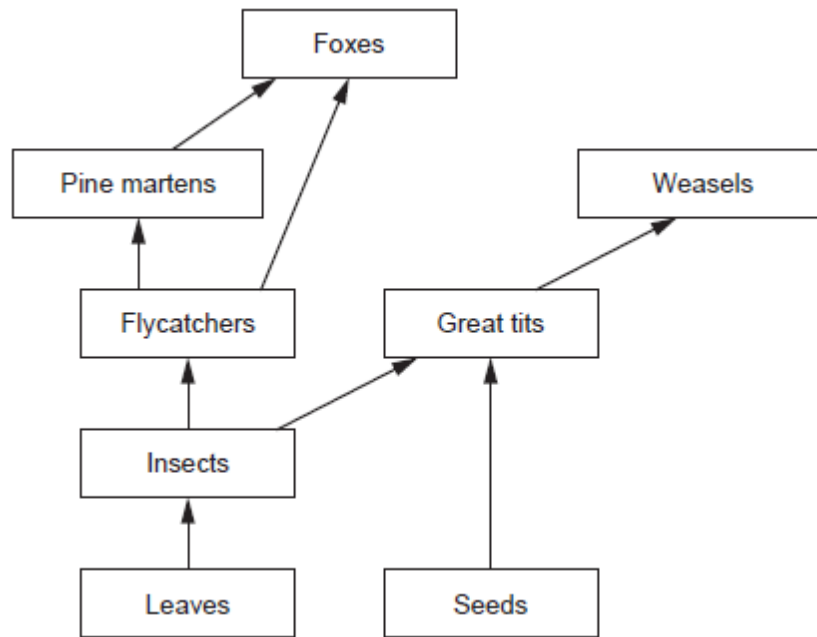 Foxes
Pine martens
Weasels
Flycatchers
Great tits
Insects
Leaves
Seeds